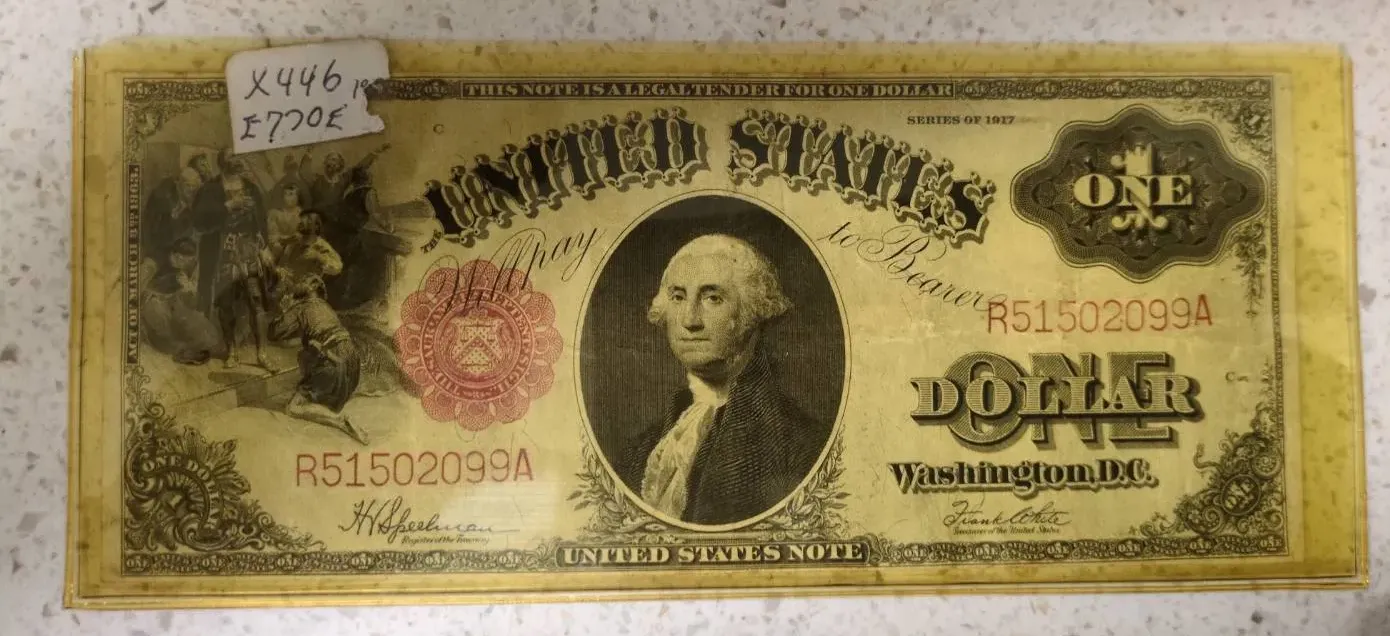 X446
E770E
THIS NOTE IS A LEGAL TENDER FOR ONE DOLLAR
SERIES OF 1917
ACT OF MARCH 3RD 1863.
THE UNITED STATES
ONE
Will pay to Bearer
R51502099A
ONE
DOLLAR
R51502099A
Washington, D.C.
H V Speelman
Register of the Treasury
Frank White
Treasurer of the United States
UNITED STATES NOTE